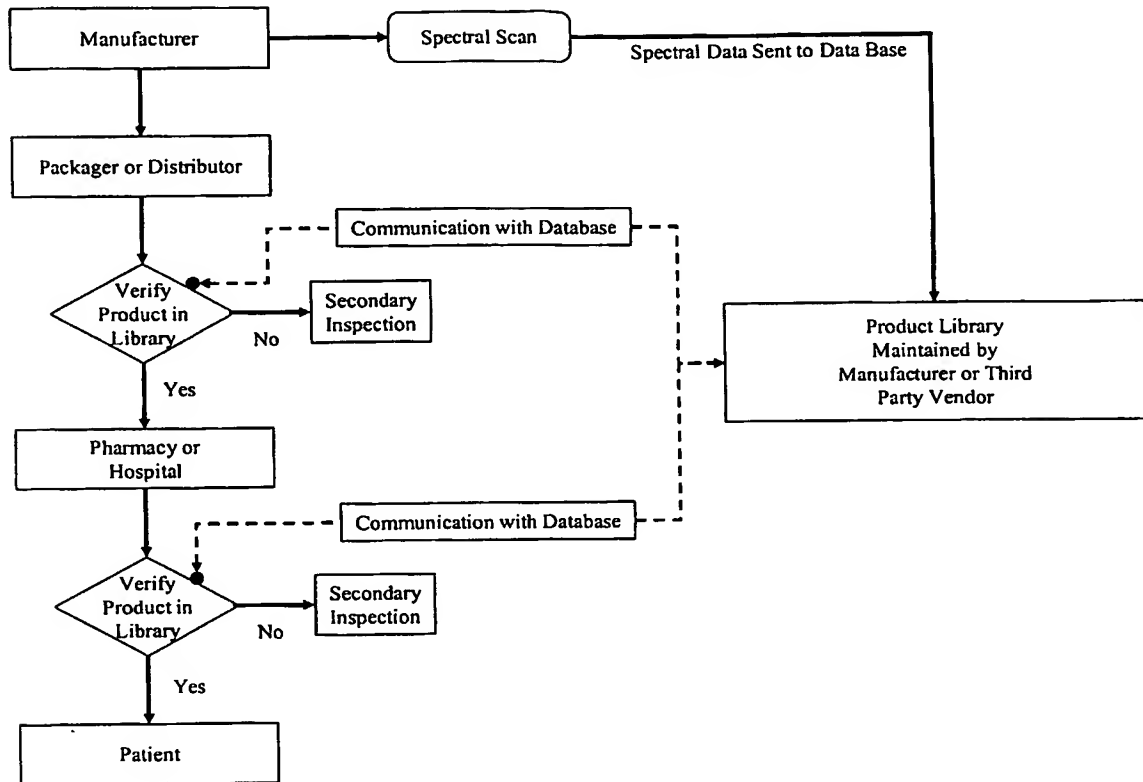 Manufacturer
Spectral Scan
Spectral Data Sent to Data Base
Packager or Distributor
Communication with Database
Verify
Product in
Library
No
Secondary
Inspection
Product Library
Maintained by
Manufacturer or Third
Party Vendor
Yes
Pharmacy or
Hospital
Communication with Database
Verify
Product in
Library
No
Secondary
Inspection
Yes
Patient